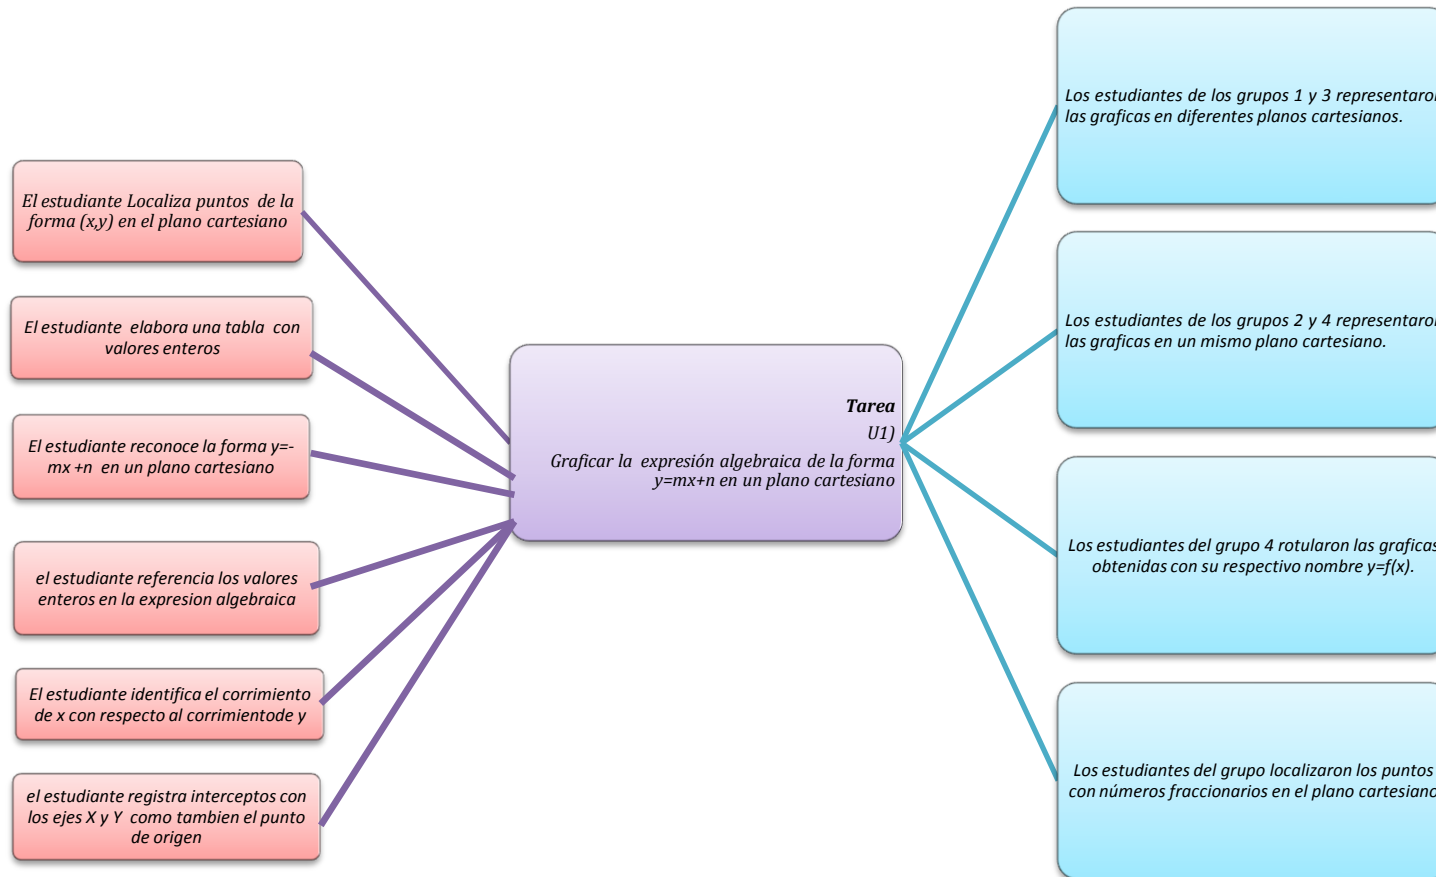 El estudiante Localiza puntos de la
forma (x,y) en el plano cartesiano
El estudiante elabora una tabla con
valores enteros
El estudiante reconoce la forma y=-
mx +n en un plano cartesiano
el estudiante referencia los valores
enteros en la expresion algebraica
El estudiante identifica el corrimiento
de x con respecto al corrimientode y
el estudiante registra interceptos con
los ejes X y Y como tambien el punto
de origen
Tarea
U1)
Graficar la expresión algebraica de la forma
y=mx+n en un plano cartesiano
Los estudiantes de los grupos 1 y 3 representaron
las graficas en diferentes planos cartesianos.
Los estudiantes de los grupos 2 y 4 representaron
las graficas en un mismo plano cartesiano.
Los estudiantes del grupo 4 rotularon las graficas
obtenidas con su respectivo nombre y=f(x).
Los estudiantes del grupo localizaron los puntos
con números fraccionarios en el plano cartesiano